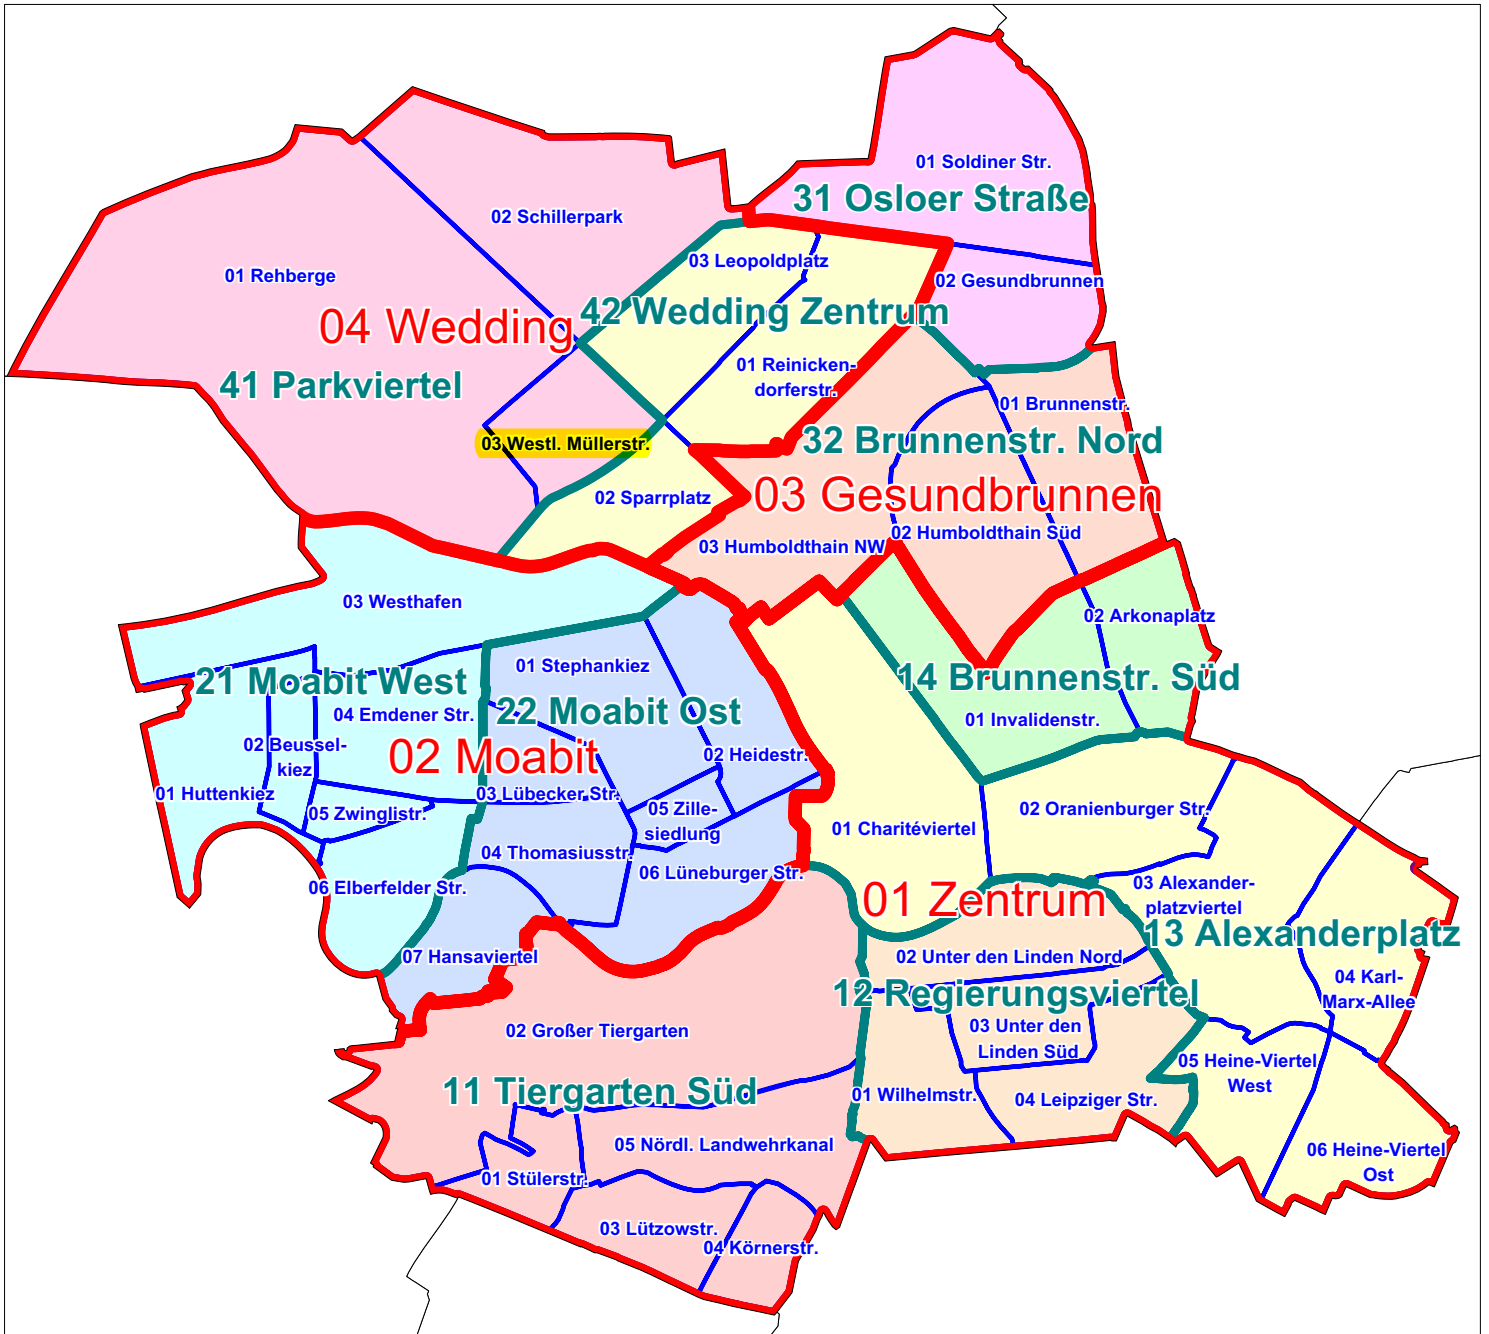 01 Soldiner Str.
31 Osloer Straße
02 Schillerpark
03 Leopoldplatz
01 Rehberge
02 Gesundbrunnen
04 Wedding
42 Wedding Zentrum
41 Parkviertel
01 Reinicken-
dorferstr.
01 Brunnenstr.
03 Westl. Müllerstr.
32 Brunnenstr. Nord
02 Sparrplatz
03 Gesundbrunnen
02 Humboldthain Süd
03 Humboldthain NW
03 Westhafen
02 Arkonaplatz
01 Stephankiez
21 Moabit West
14 Brunnenstr. Süd
04 Emdener Str.
22 Moabit Ost
01 Invalidenstr.
02 Beussel-
kiez
02 Moabit
02 Heidestr.
01 Huttenkiez
03 Lübecker Str.
05 Zwinglistr.
05 Zille-
siedlung
02 Oranienburger Str.
01 Charitéviertel
04 Thomasiusstr.
06 Lüneburger Str.
06 Elberfelder Str.
01 Zentrum
03 Alexander-
platzviertel
13 Alexanderplatz
07 Hansaviertel
02 Unter den Linden Nord
12 Regierungsviertel
04 Karl-
Marx-Allee
02 Großer Tiergarten
03 Unter den
Linden Süd
05 Heine-Viertel
West
11 Tiergarten Süd
01 Wilhelmstr.
04 Leipziger Str.
05 Nördl. Landwehrkanal
06 Heine-Viertel
Ost
01 Stülerstr.
03 Lützowstr.
04 Körnerstr.